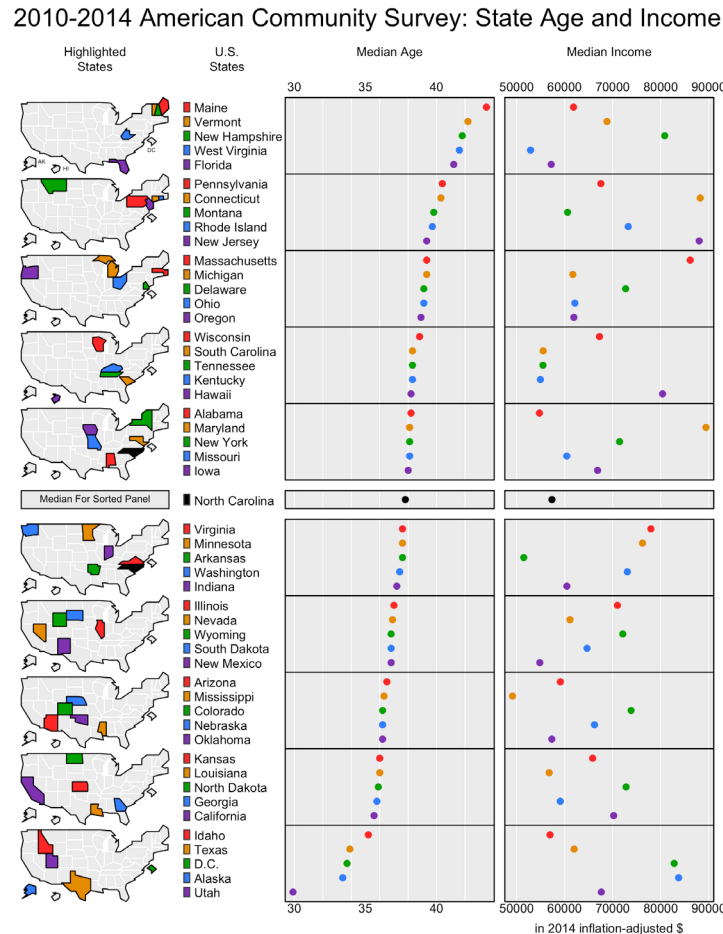 2010-2014 American Community Survey: State Age and Income
Highlighted
States
U.S.
States
Median Age
Median Income
30 35 40
50000 60000 70000 80000 90000
Maine
Vermont
New Hampshire
West Virginia
Florida
AK
HI
DC
Pennsylvania
Connecticut
Montana
Rhode Island
New Jersey
Massachusetts
Michigan
Delaware
Ohio
Oregon
Wisconsin
South Carolina
Tennessee
Kentucky
Hawaii
Alabama
Maryland
New York
Missouri
Iowa
Median For Sorted Panel
North Carolina
Virginia
Minnesota
Arkansas
Washington
Indiana
Illinois
Nevada
Wyoming
South Dakota
New Mexico
Arizona
Mississippi
Colorado
Nebraska
Oklahoma
Kansas
Louisiana
North Dakota
Georgia
California
Idaho
Texas
D.C.
Alaska
Utah
30 35 40
50000 60000 70000 80000 90000
in 2014 inflation-adjusted $